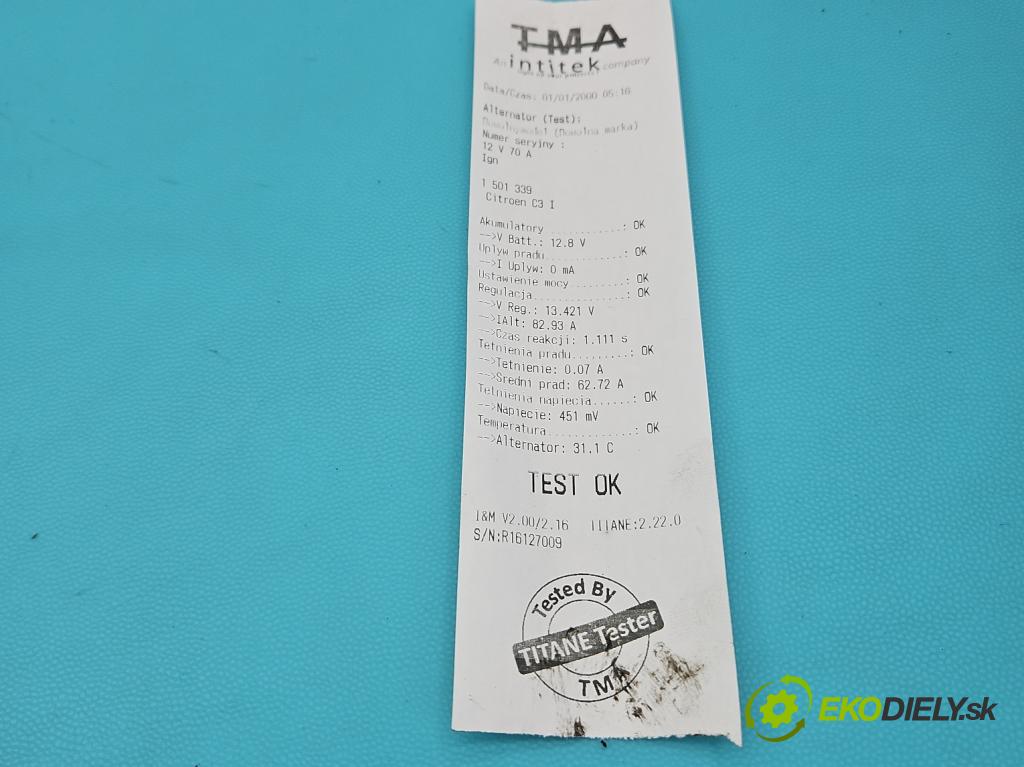 TMA
An intitek company
Data/Czas: 01/01/2000 05:16
Alternator (Test):
(Dowolna marka)
Numer seryjny :
12 V 70 A
Ign
1 501 339
Citroen C3 I
Akumulatory............: OK
-->V Batt.: 12.8 V
Uplyw pradu............: OK
-->I Uplyw: 0 mA
Ustawienie mocy........: OK
Regulacja..............: OK
-->V Reg.: 13.421 V
-->IAlt: 82.93 A
-->Czas reakcji: 1.111 s
Tetnienia pradu.........: OK
-->Tetnienie: 0.07 A
-->Sredni prad: 62.72 A
Tetnienia napiecia......: OK
-->Napiecie: 451 mV
Temperatura.............: OK
-->Alternator: 31.1 C
TEST OK
V2.00/2.16 :2.22.0
S/N:R16127009
Tested By
TITANE Tester
TMA
EKODIELY.sk